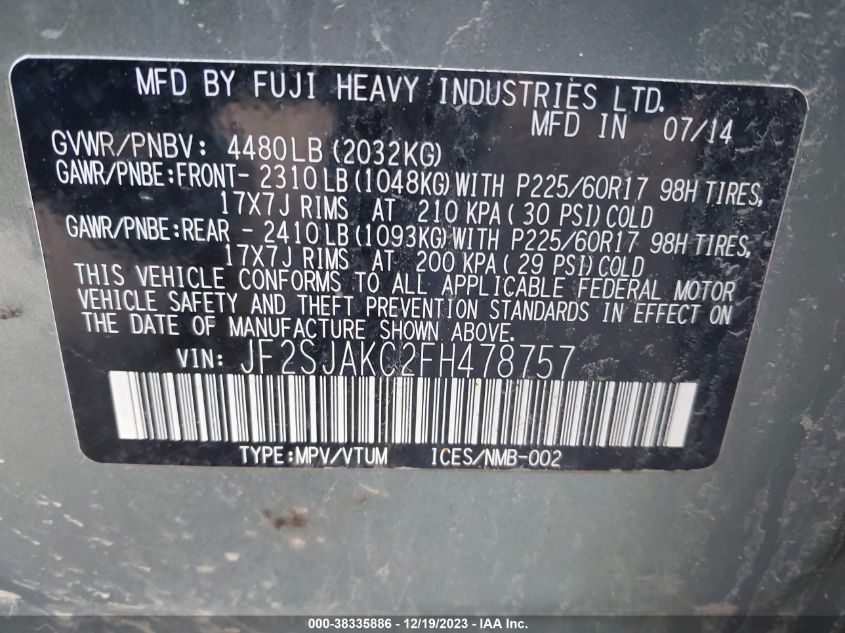 MFD BY FUJI HEAVY INDUSTRIES LTD.
MFD IN 07/14
GVWR/PNBV: 4480LB(2032KG)
GAWR/PNBE:FRONT- 2310LB(1048KG)WITH P225/60R17 98H TIRES,
17X7J RIMS AT 210 KPA(30 PSI)COLD
GAWR/PNBE:REAR - 2410LB(1093KG)WITH P225/60R17 98H TIRES,
17X7J RIMS AT 200 KPA(29 PSI)COLD
THIS VEHICLE CONFORMS TO ALL APPLICABLE FEDERAL MOTOR
VEHICLE SAFETY AND THEFT PREVENTION STANDARDS IN EFFECT ON
THE DATE OF MANUFACTURE SHOWN ABOVE.
VIN: JF2SJAKC2FH478757
TYPE:MPV/VTUM ICES/NMB-002
000-38335886 - 12/19/2023 - IAA Inc.